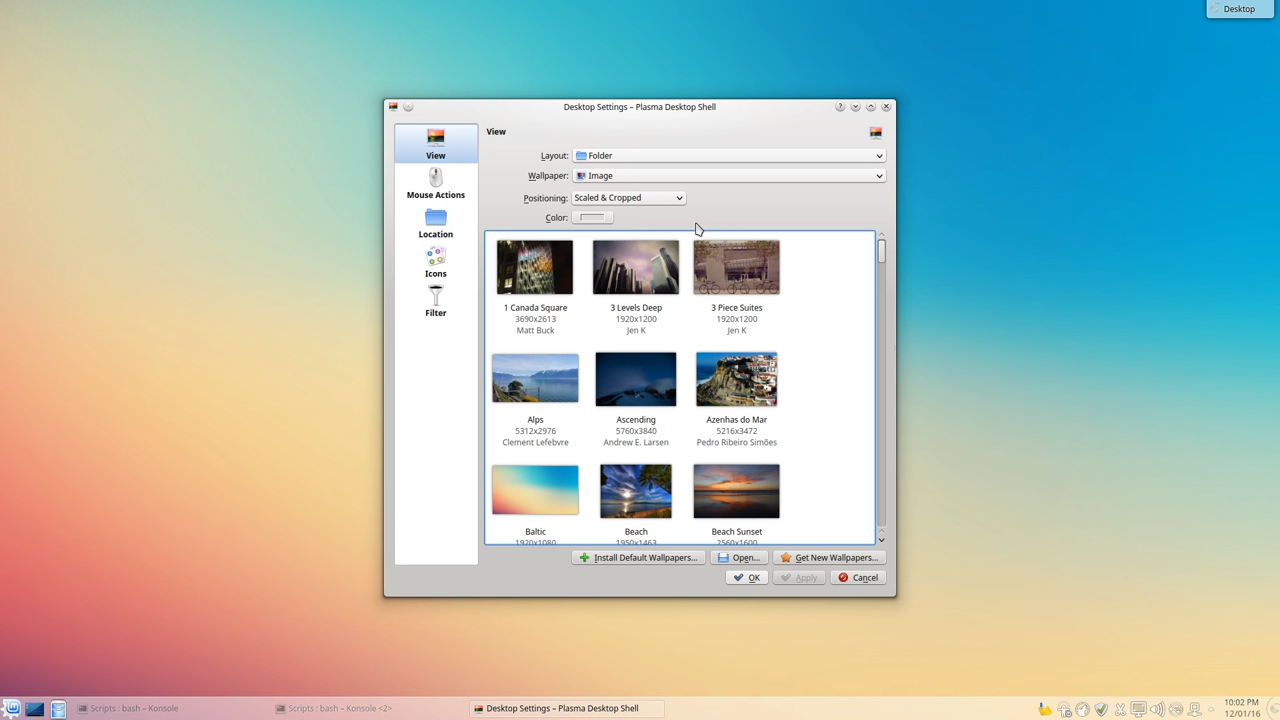 Desktop
Desktop Settings – Plasma Desktop Shell
View
Mouse Actions
Location
Icons
Filter
View
Layout: Folder
Wallpaper: Image
Positioning: Scaled & Cropped
Color:
1 Canada Square
3690x2613
Matt Buck
3 Levels Deep
1920x1200
Jen K
3 Piece Suites
1920x1200
Jen K
Alps
5312x2976
Clement Lefebvre
Ascending
5760x3840
Andrew E. Larsen
Azenhas do Mar
5216x3472
Pedro Ribeiro Simões
Baltic
1920x1080
Beach
1950x1463
Beach Sunset
2560x1600
Install Default Wallpapers... Open... Get New Wallpapers...
OK Apply Cancel
Scripts : bash – Konsole
Scripts : bash – Konsole <2>
Desktop Settings – Plasma Desktop Shell
10:02 PM
12/01/16